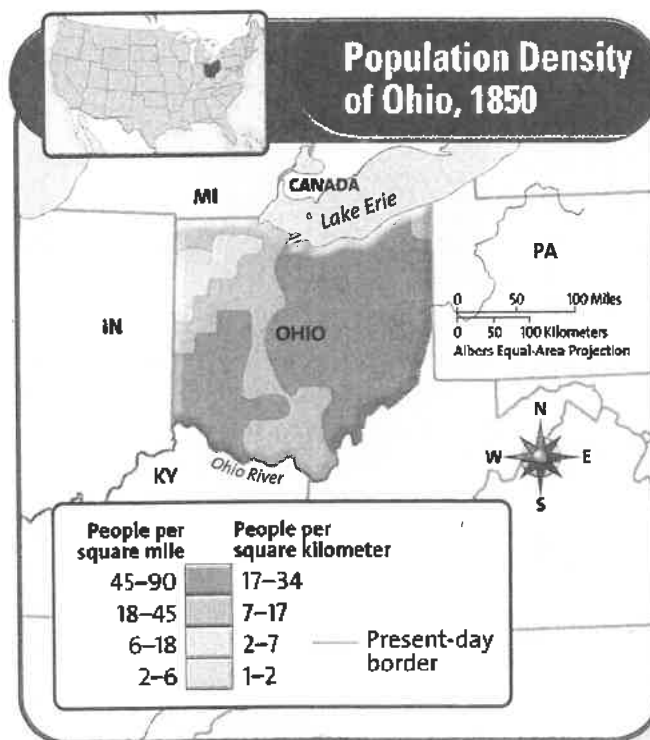 Population Density
of Ohio, 1850
MI
CANADA
Lake Erie
PA
IN
OHIO
0 50 100 Miles
0 50 100 Kilometers
Albers Equal-Area Projection
N
W E
S
KY
Ohio River
People per
square mile
People per
square kilometer
45–90 17–34
18–45 7–17
6–18 2–7
2–6 1–2
Present-day
border